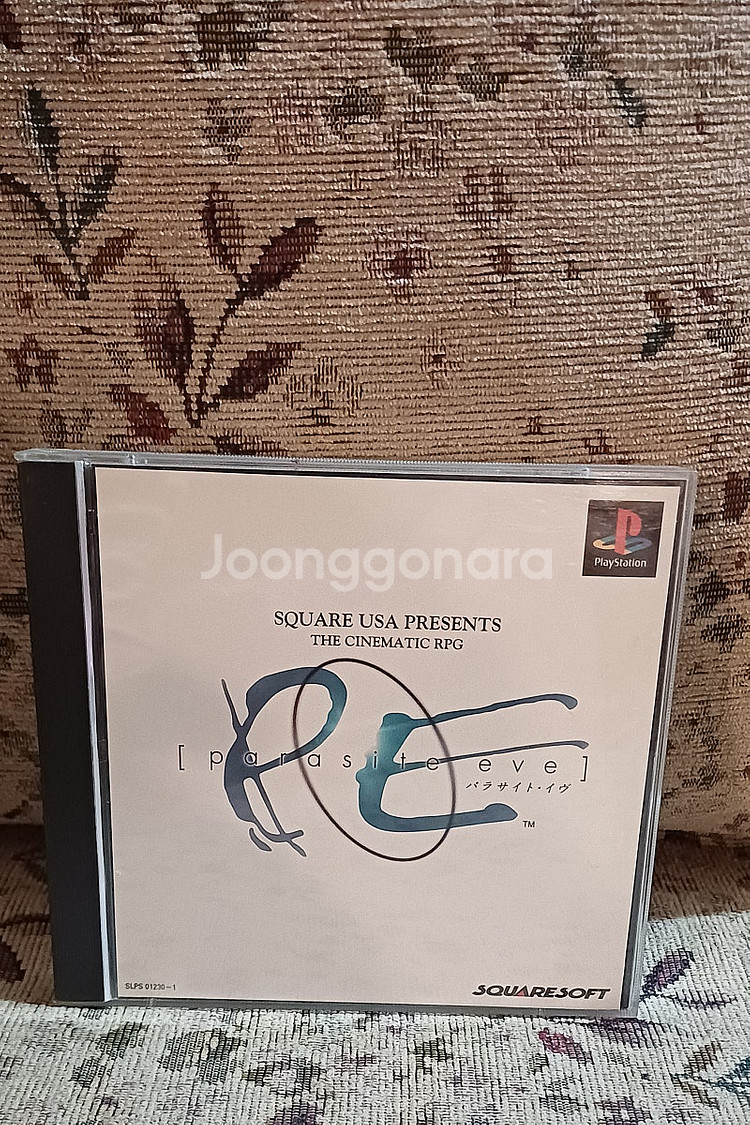 Joonggonara
PlayStation
SQUARE USA PRESENTS
THE CINEMATIC RPG
[parasite eve]
パラサイト・イヴ
TM
SLPS 01230-1
SQUARESOFT